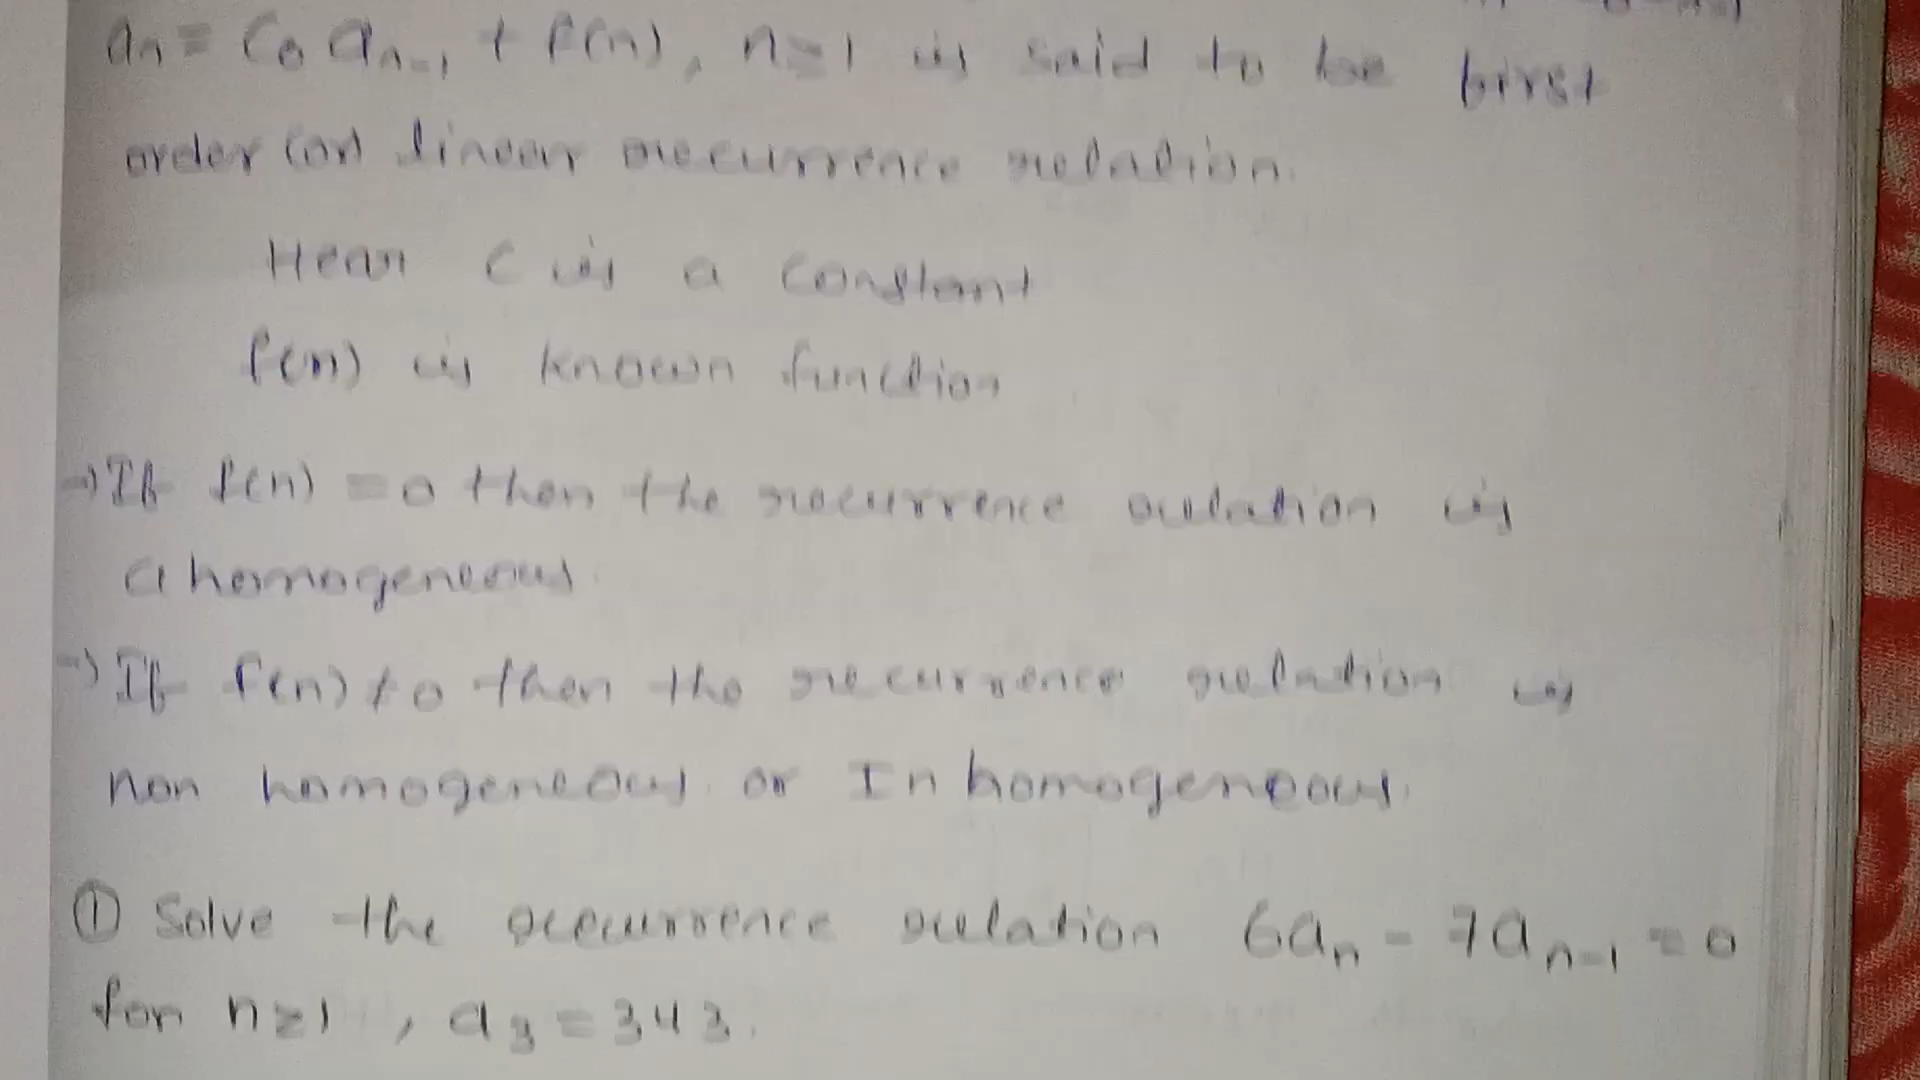 an = C0 an-1 + f(n), n≥1 is said to be first
order (or) linear recurrence relation.
Hear C is a constant
f(n) is known function
→ If f(n) = 0 then the recurrence relation is
a homogeneous.
→ If f(n) ≠ 0 then the recurrence relation is
non homogeneous or In homogeneous.
① Solve the recurrence relation 6an - 7an-1 = 0
for n≥1, a3 = 343.